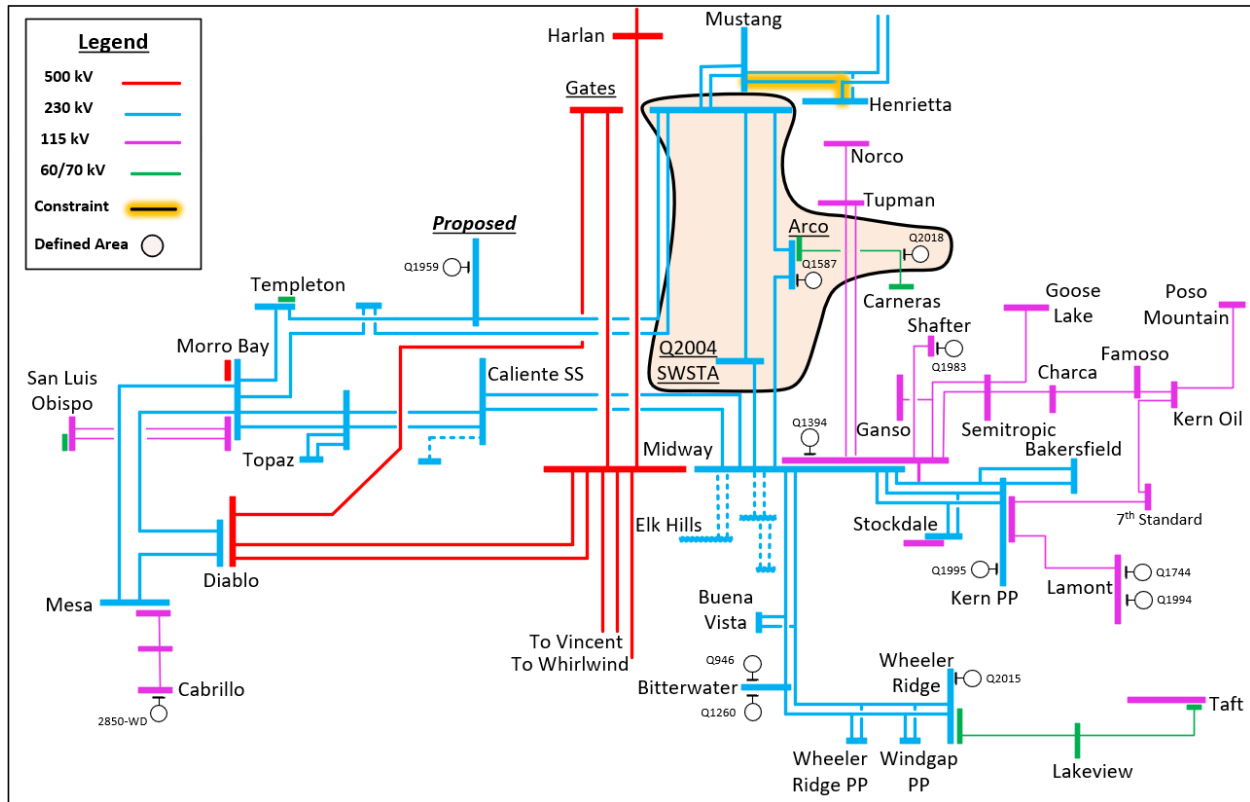 Legend
500 kV
230 kV
115 kV
60/70 kV
Constraint
Defined Area
Mustang
Harlan
Gates
Henrietta
Norco
Tupman
Proposed
Q1959
Arco
Q2018
Q1587
Carneras
Templeton
Goose
Lake
Poso
Mountain
Shafter
Q1983
Famoso
Morro Bay
Q2004
SWSTA
Charca
San Luis
Obispo
Caliente SS
Kern Oil
Q1394
Ganso
Semitropic
Topaz
Midway
Bakersfield
Elk Hills
Stockdale
7th Standard
Diablo
Q1995
Kern PP
Lamont
Q1744
Q1994
Mesa
Buena
Vista
To Vincent
To Whirlwind
Q946
Bitterwater
Q1260
Wheeler
Ridge
Q2015
Cabrillo
2850-WD
Taft
Wheeler
Ridge PP
Windgap
PP
Lakeview